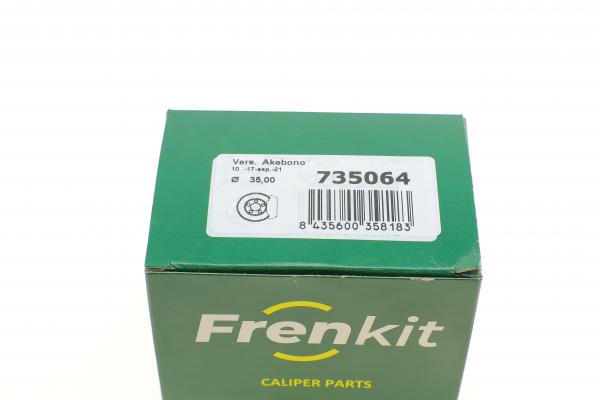 Vers. Akebono
10 -17-sep.-21
Ø 35,00
735064
8 435600 358183
Frenkit
CALIPER PARTS